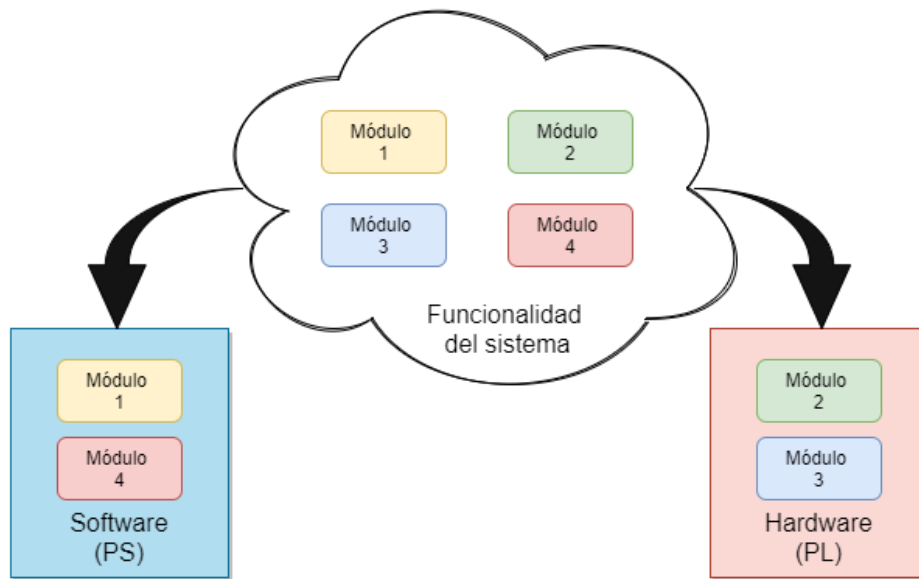 Módulo
1
Módulo
2
Módulo
3
Módulo
4
Funcionalidad
del sistema
Módulo
1
Módulo
4
Software
(PS)
Módulo
2
Módulo
3
Hardware
(PL)